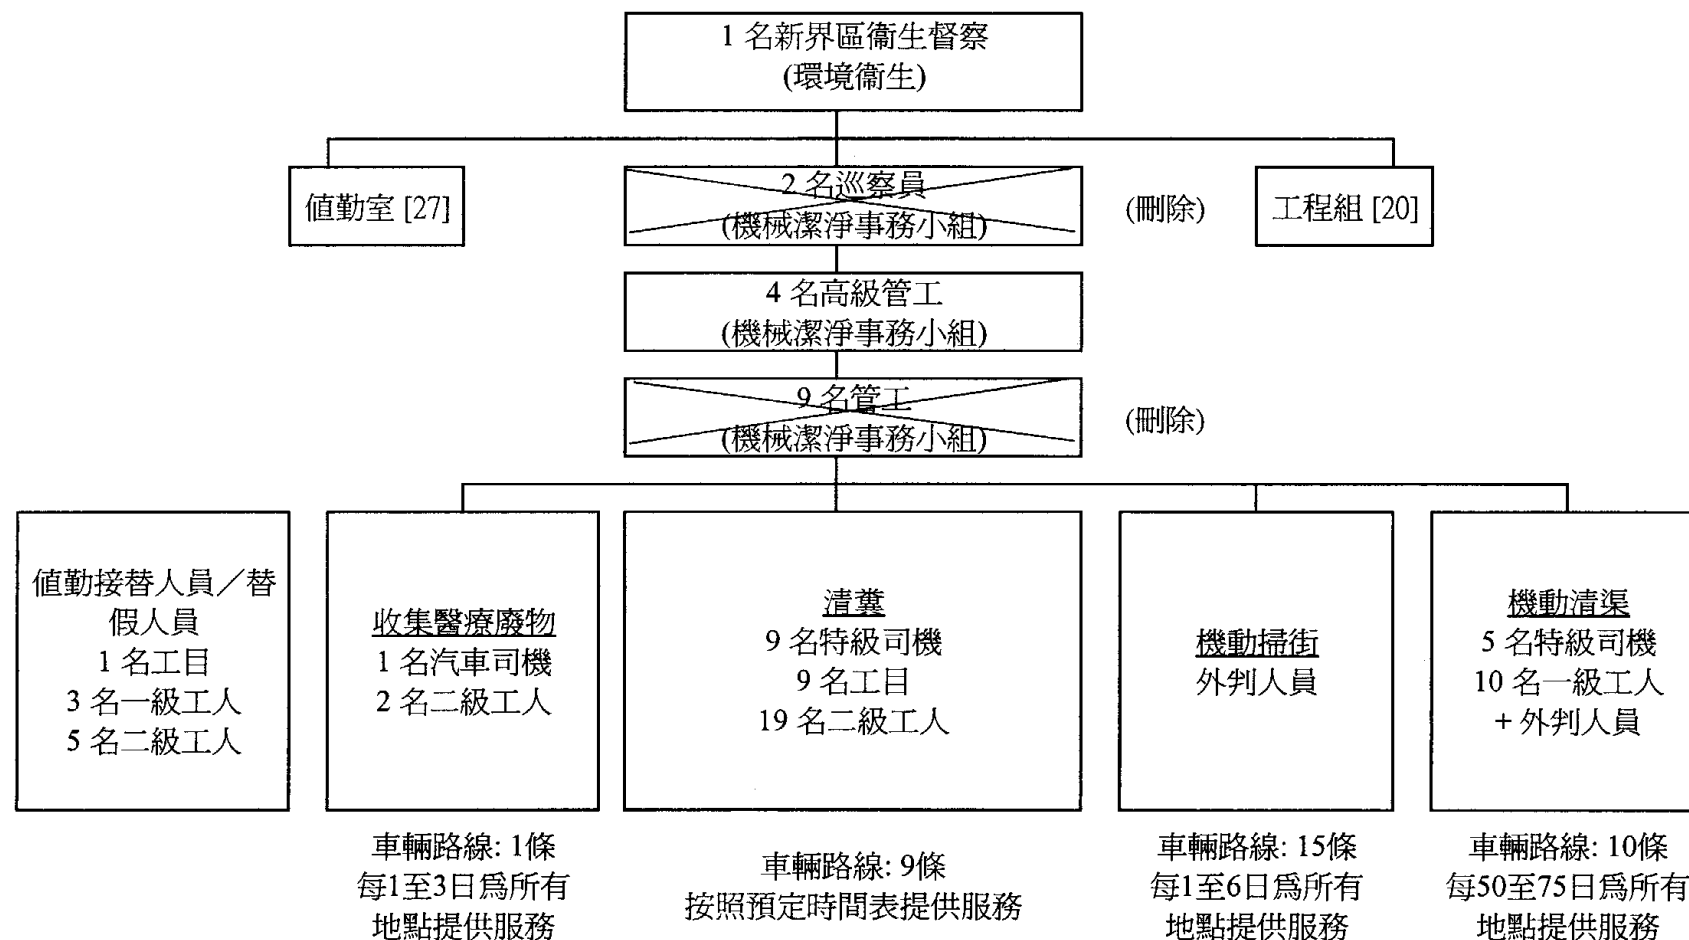 1 名新界區衞生督察
(環境衞生)
值勤室 [27]
2 名巡察員
(機械潔淨事務小組)
(刪除)
工程組 [20]
4 名高級管工
(機械潔淨事務小組)
9 名管工
(機械潔淨事務小組)
(刪除)
值勤接替人員／替
假人員
1 名工目
3 名一級工人
5 名二級工人
收集醫療廢物
1 名汽車司機
2 名二級工人
清糞
9 名特級司機
9 名工目
19 名二級工人
機動掃街
外判人員
機動清渠
5 名特級司機
10 名一級工人
+ 外判人員
車輛路線: 1條
每1至3日爲所有
地點提供服務
車輛路線: 9條
按照預定時間表提供服務
車輛路線: 15條
每1至6日爲所有
地點提供服務
車輛路線: 10條
每50至75日爲所有
地點提供服務